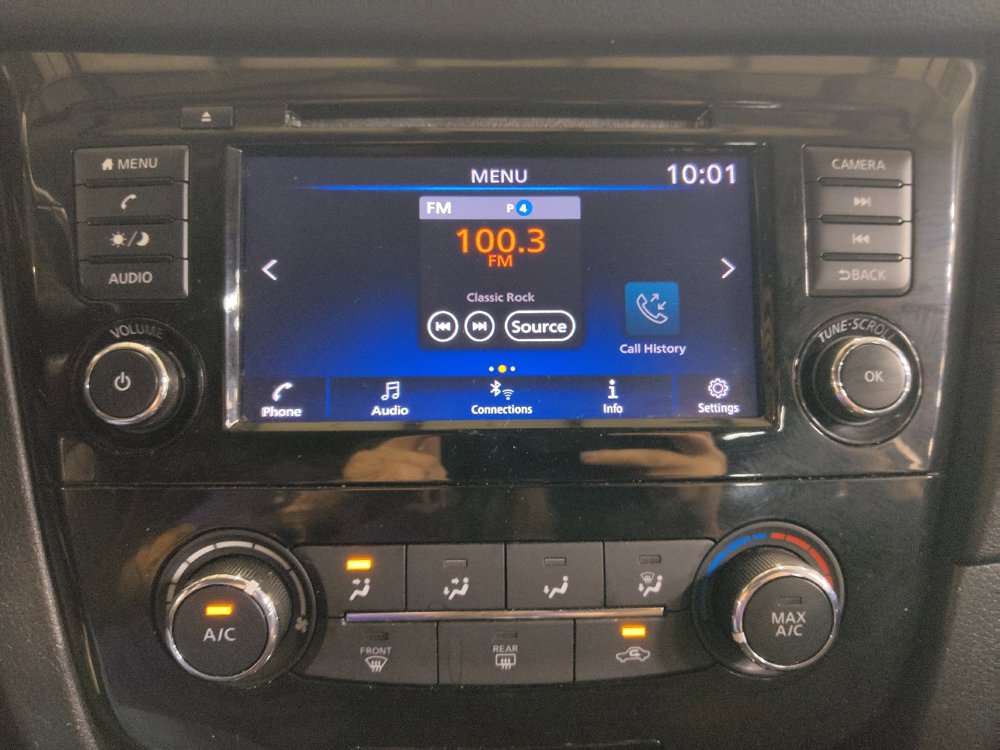 MENU
AUDIO
VOLUME
MENU
10:01
FM
P 4
100.3
FM
Classic Rock
Source
Call History
Phone
Audio
Connections
Info
Settings
CAMERA
BACK
TUNE·SCROLL
OK
A/C
FRONT
REAR
MAX
A/C